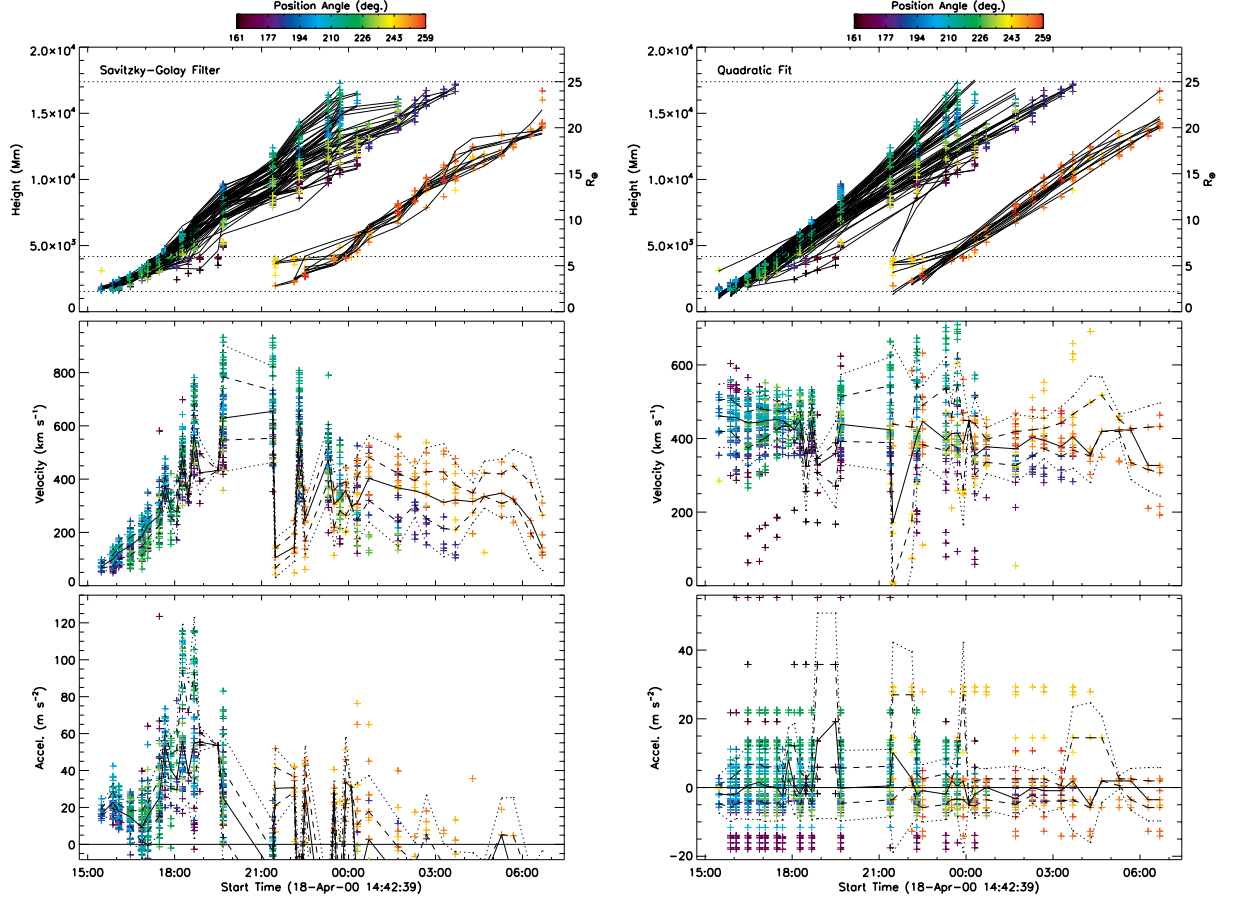 Position Angle (deg.)
161 177 194 210 226 243 259
Savitzky-Golay Filter
Height (Mm)
2.0×10⁴
1.5×10⁴
1.0×10⁴
5.0×10³
0
25
20
15
10
5
0
R⊙
Velocity (km s⁻¹)
800
600
400
200
0
Accel. (m s⁻²)
120
100
80
60
40
20
0
15:00 18:00 21:00 00:00 03:00 06:00
Start Time (18-Apr-00 14:42:39)
Position Angle (deg.)
161 177 194 210 226 243 259
Quadratic Fit
Height (Mm)
2.0×10⁴
1.5×10⁴
1.0×10⁴
5.0×10³
0
25
20
15
10
5
0
R⊙
Velocity (km s⁻¹)
600
400
200
0
Accel. (m s⁻²)
40
20
0
−20
15:00 18:00 21:00 00:00 03:00 06:00
Start Time (18-Apr-00 14:42:39)